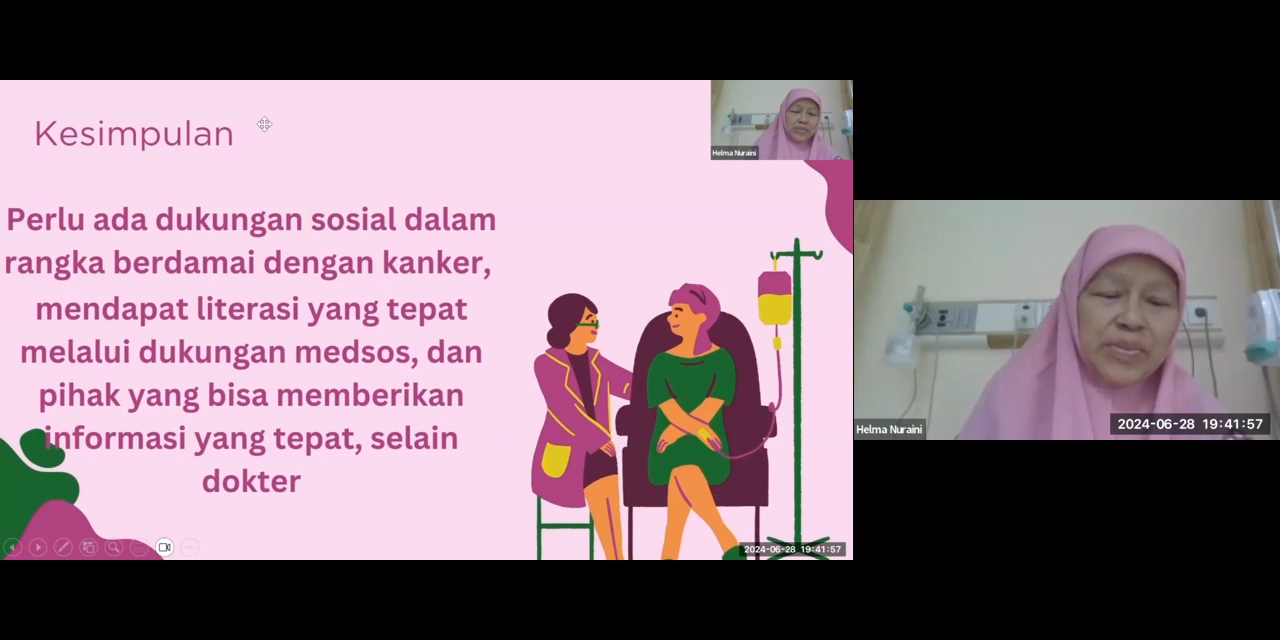 Kesimpulan
Perlu ada dukungan sosial dalam
rangka berdamai dengan kanker,
mendapat literasi yang tepat
melalui dukungan medsos, dan
pihak yang bisa memberikan
informasi yang tepat, selain
dokter
Helma Nuraini
2024-06-28 19:41:57
Helma Nuraini
2024-06-28 19:41:57